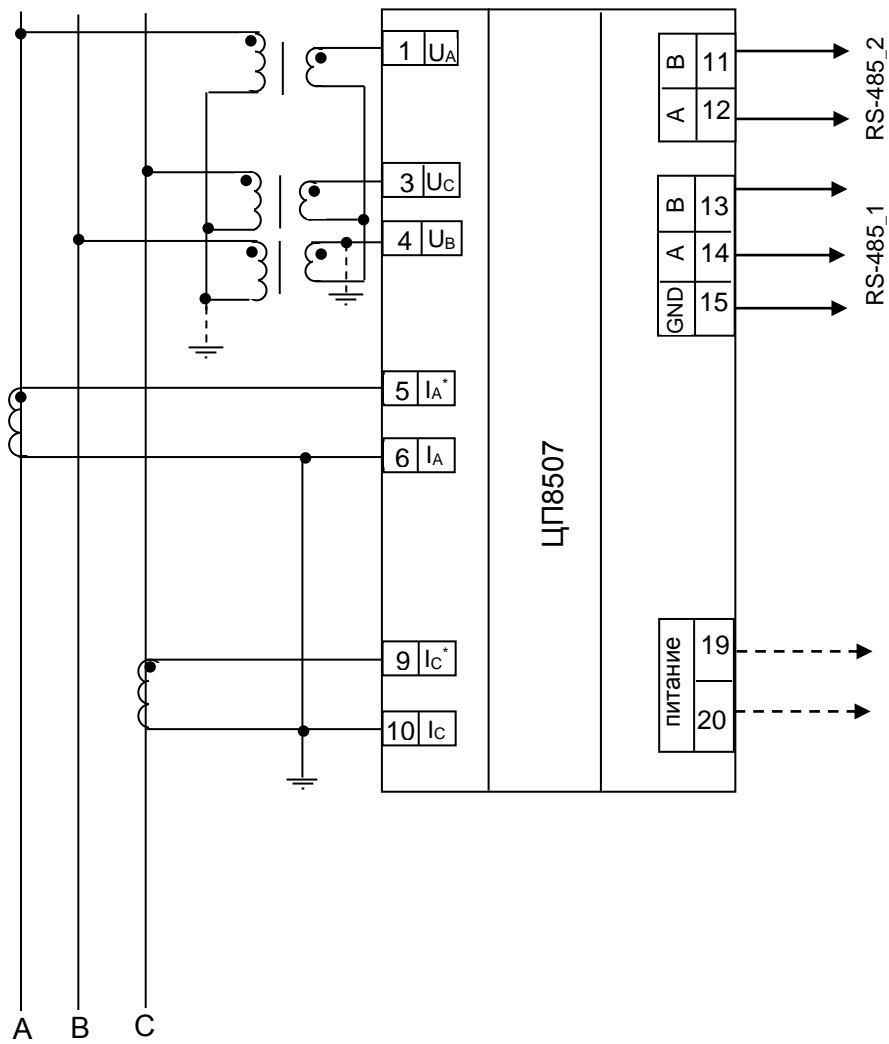 1 UA
3 UC
4 UB
5 IA*
6 IA
9 IC*
10 IC
ЦП8507
B 11
A 12
RS-485_2
B 13
A 14
GND 15
RS-485_1
питание
19
20
A B C